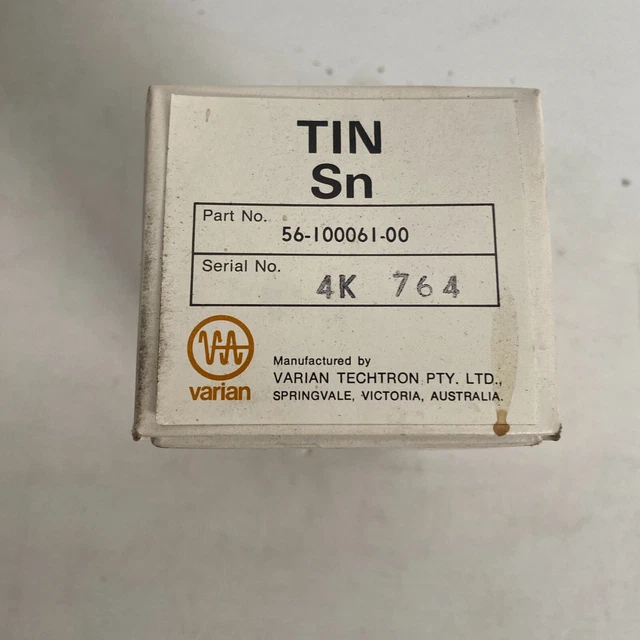 TIN
Sn
Part No.
56-100061-00
Serial No.
4K 764
VA
varian
Manufactured by
VARIAN TECHTRON PTY. LTD.,
SPRINGVALE, VICTORIA, AUSTRALIA.